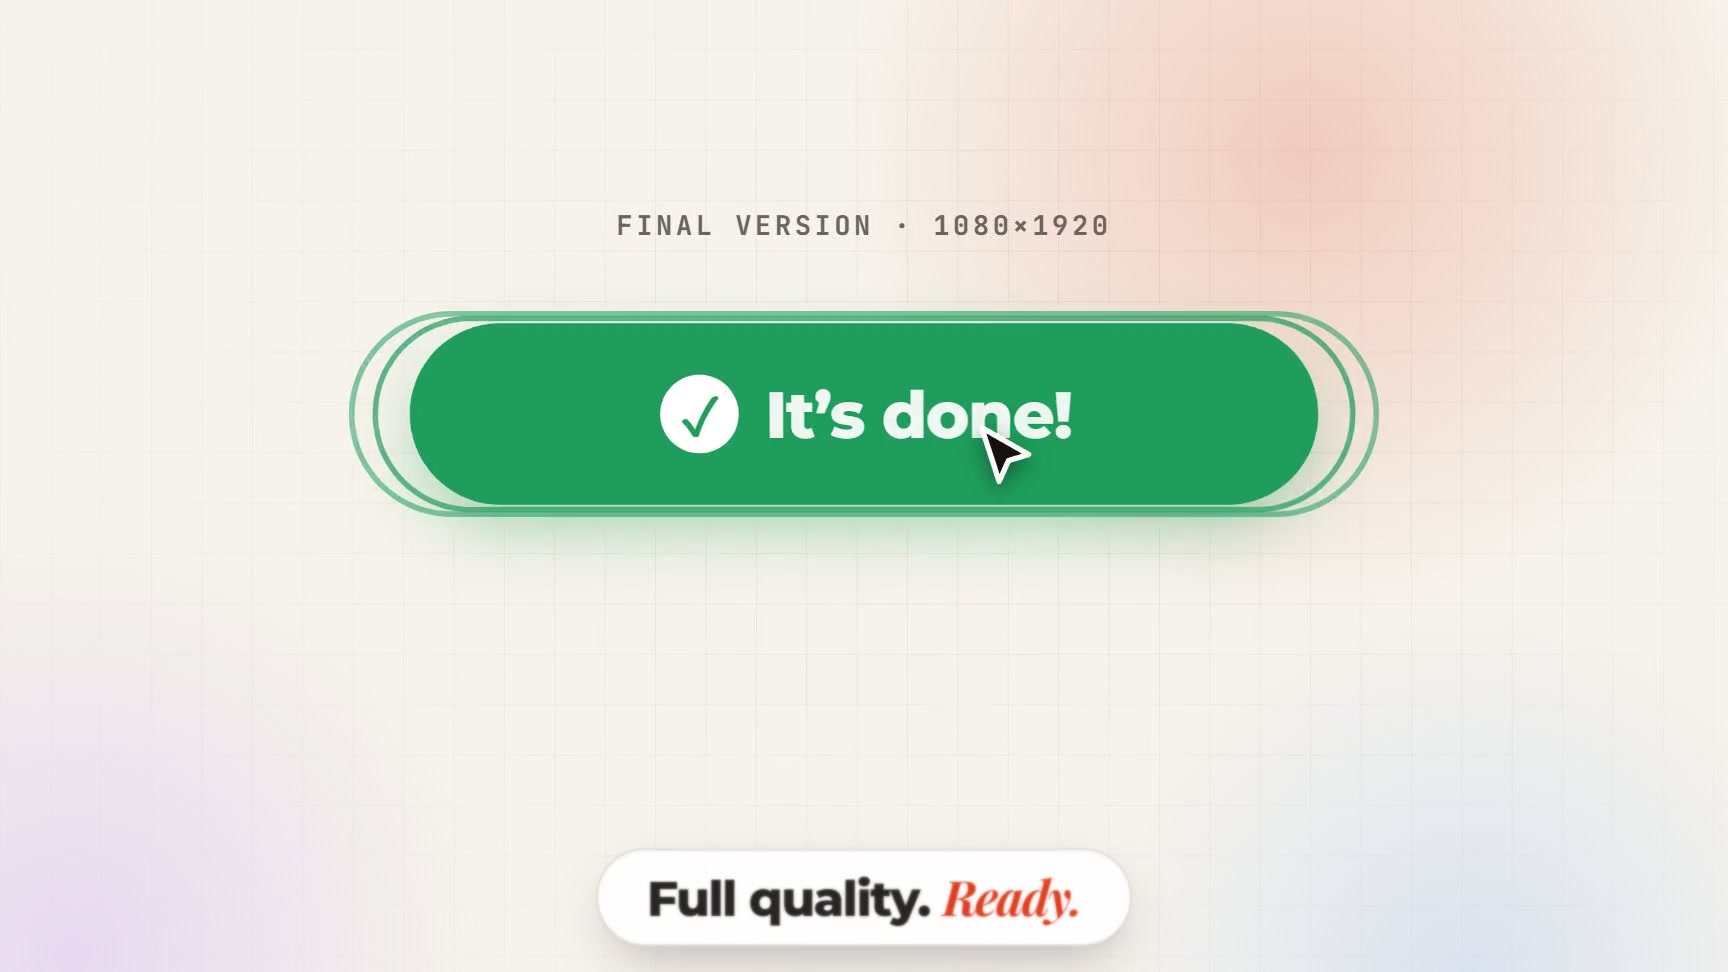 FINAL VERSION · 1080×1920
✓ It’s done!
Full quality. Ready.